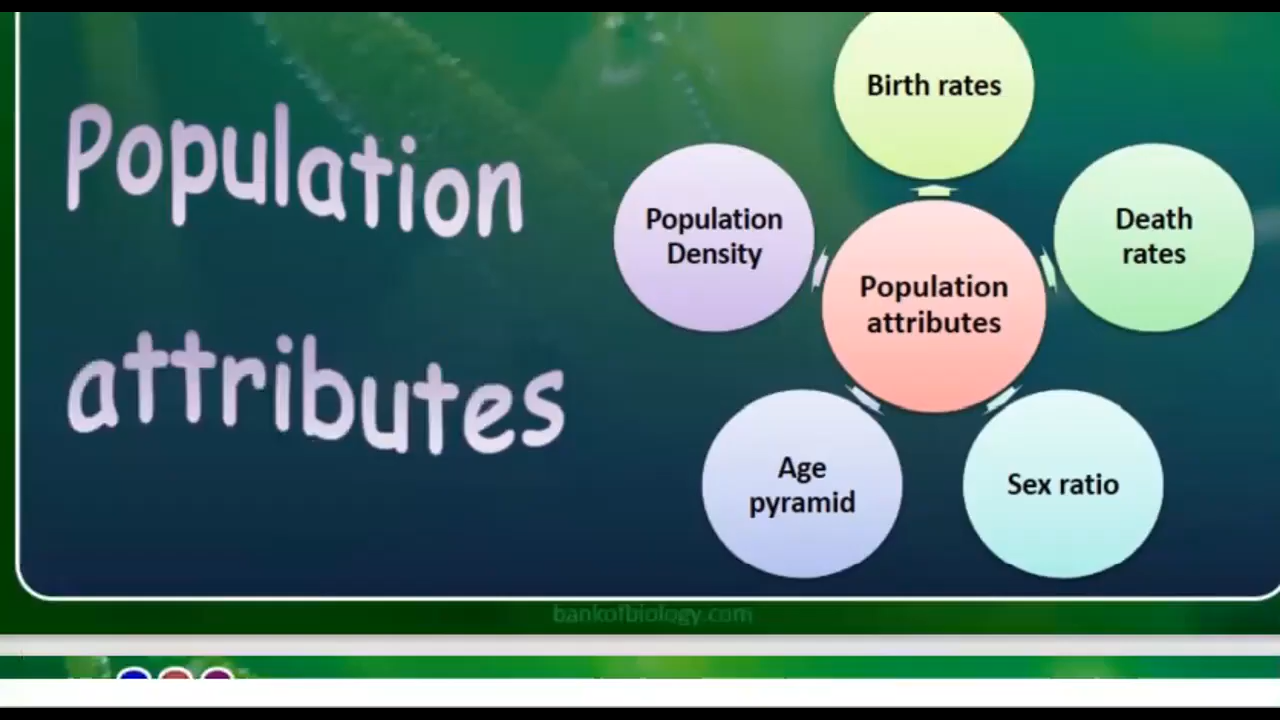 Population
attributes
Birth rates
Population
Density
Death
rates
Population
attributes
Age
pyramid
Sex ratio
bankofbiology.com